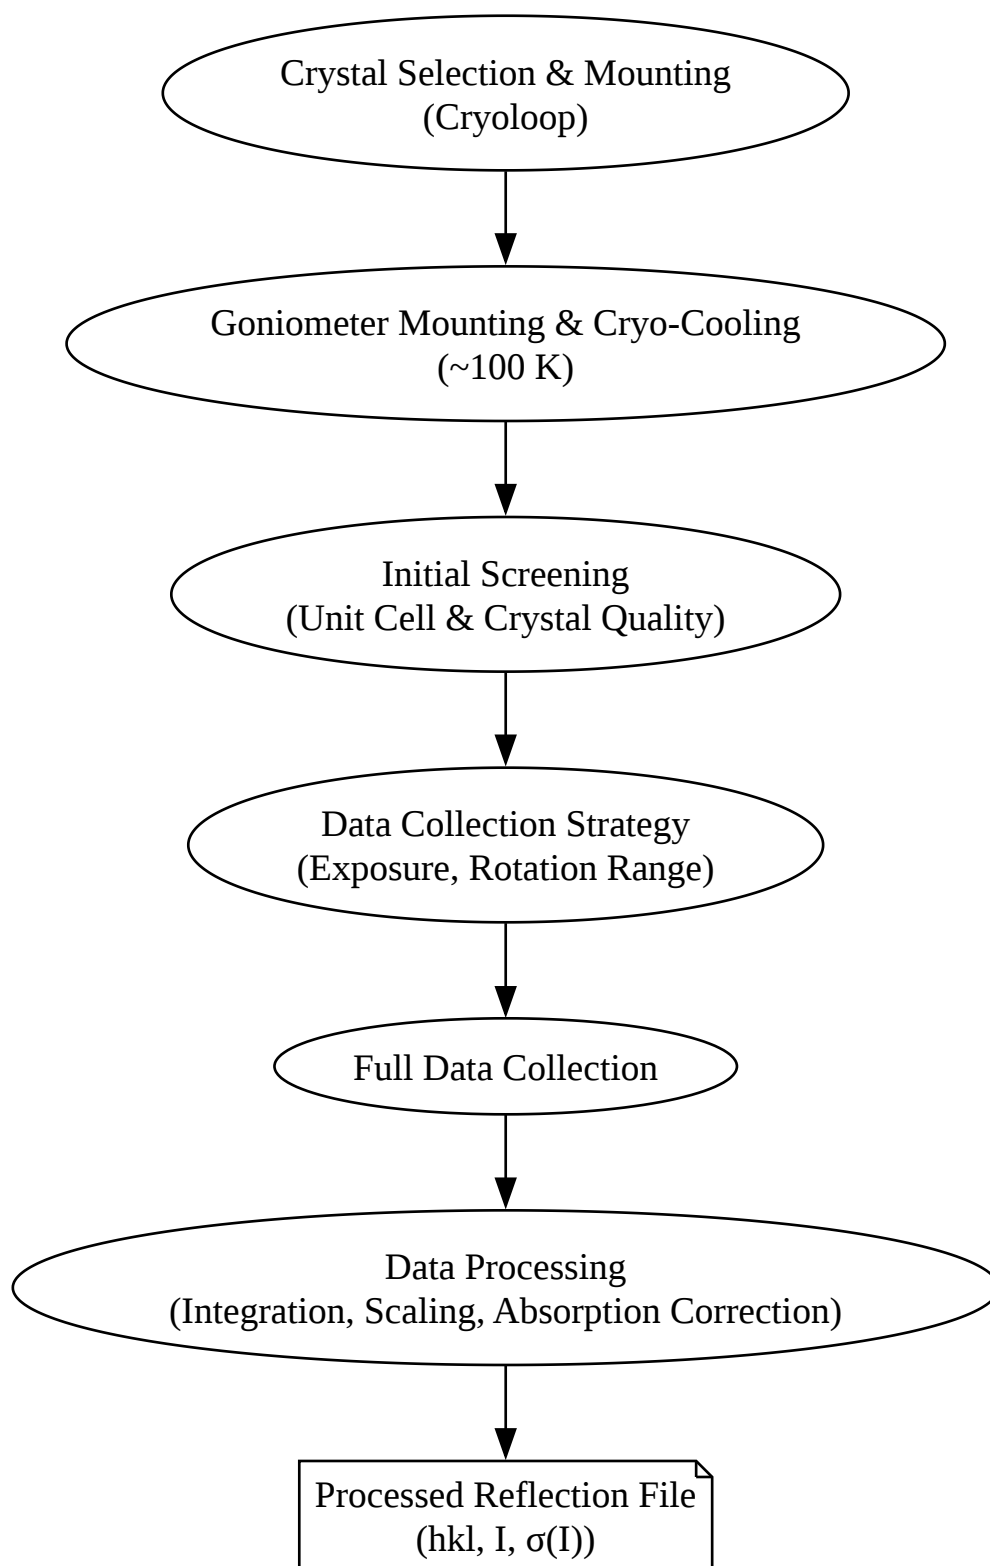 Crystal Selection & Mounting
(Cryoloop)
Goniometer Mounting & Cryo-Cooling
(~100 K)
Initial Screening
(Unit Cell & Crystal Quality)
Data Collection Strategy
(Exposure, Rotation Range)
Full Data Collection
Data Processing
(Integration, Scaling, Absorption Correction)
Processed Reflection File
(hkl, I, σ(I))